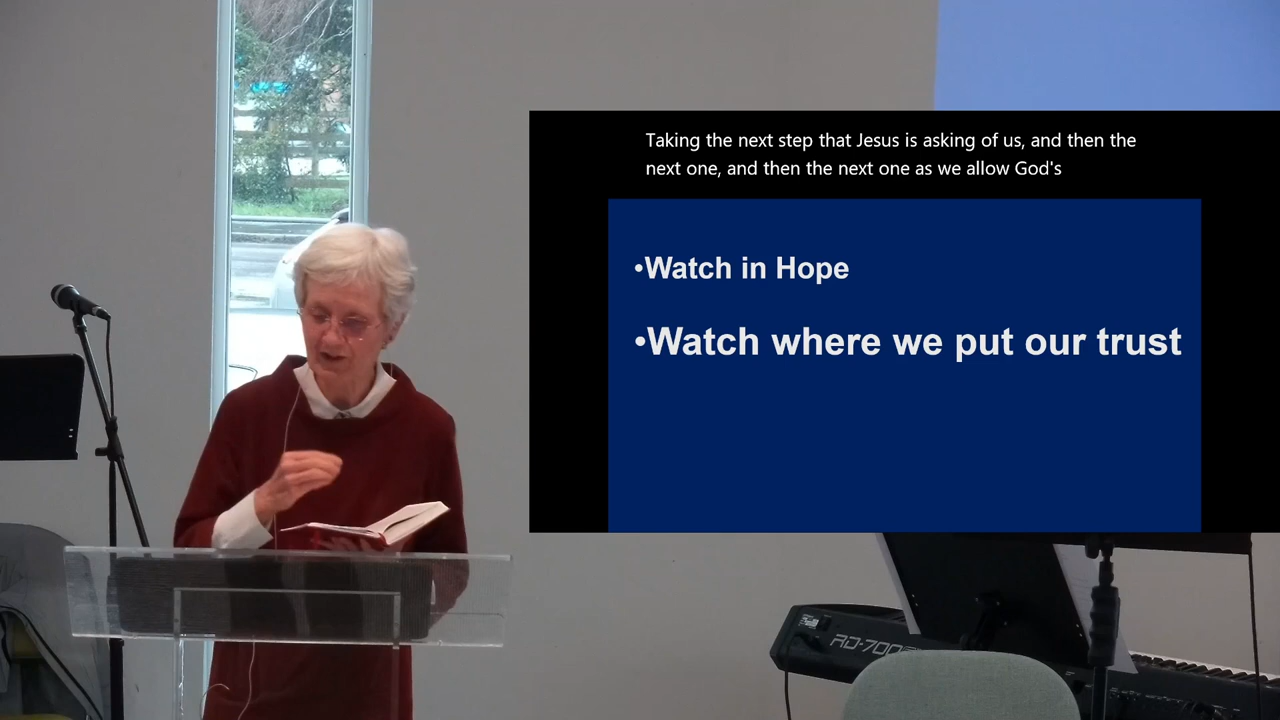 Taking the next step that Jesus is asking of us, and then the
next one, and then the next one as we allow God's
•Watch in Hope
•Watch where we put our trust
RD-700